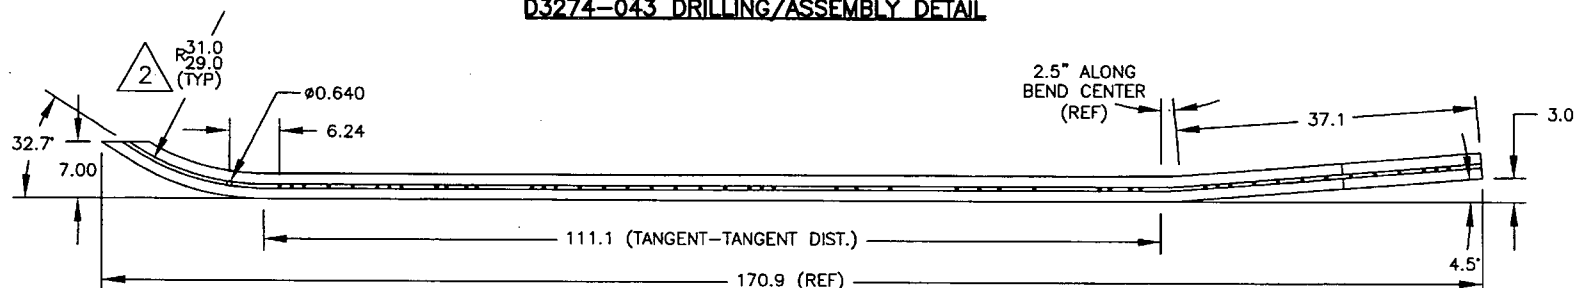 D3274-043 DRILLING/ASSEMBLY DETAIL
2
R31.0
29.0
(TYP)
ø0.640
6.24
32.7°
7.00
2.5" ALONG
BEND CENTER
(REF)
37.1
3.0
111.1 (TANGENT-TANGENT DIST.)
4.5°
170.9 (REF)